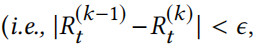 (i.e., |R_t^{(k-1)} - R_t^{(k)}| < ϵ,